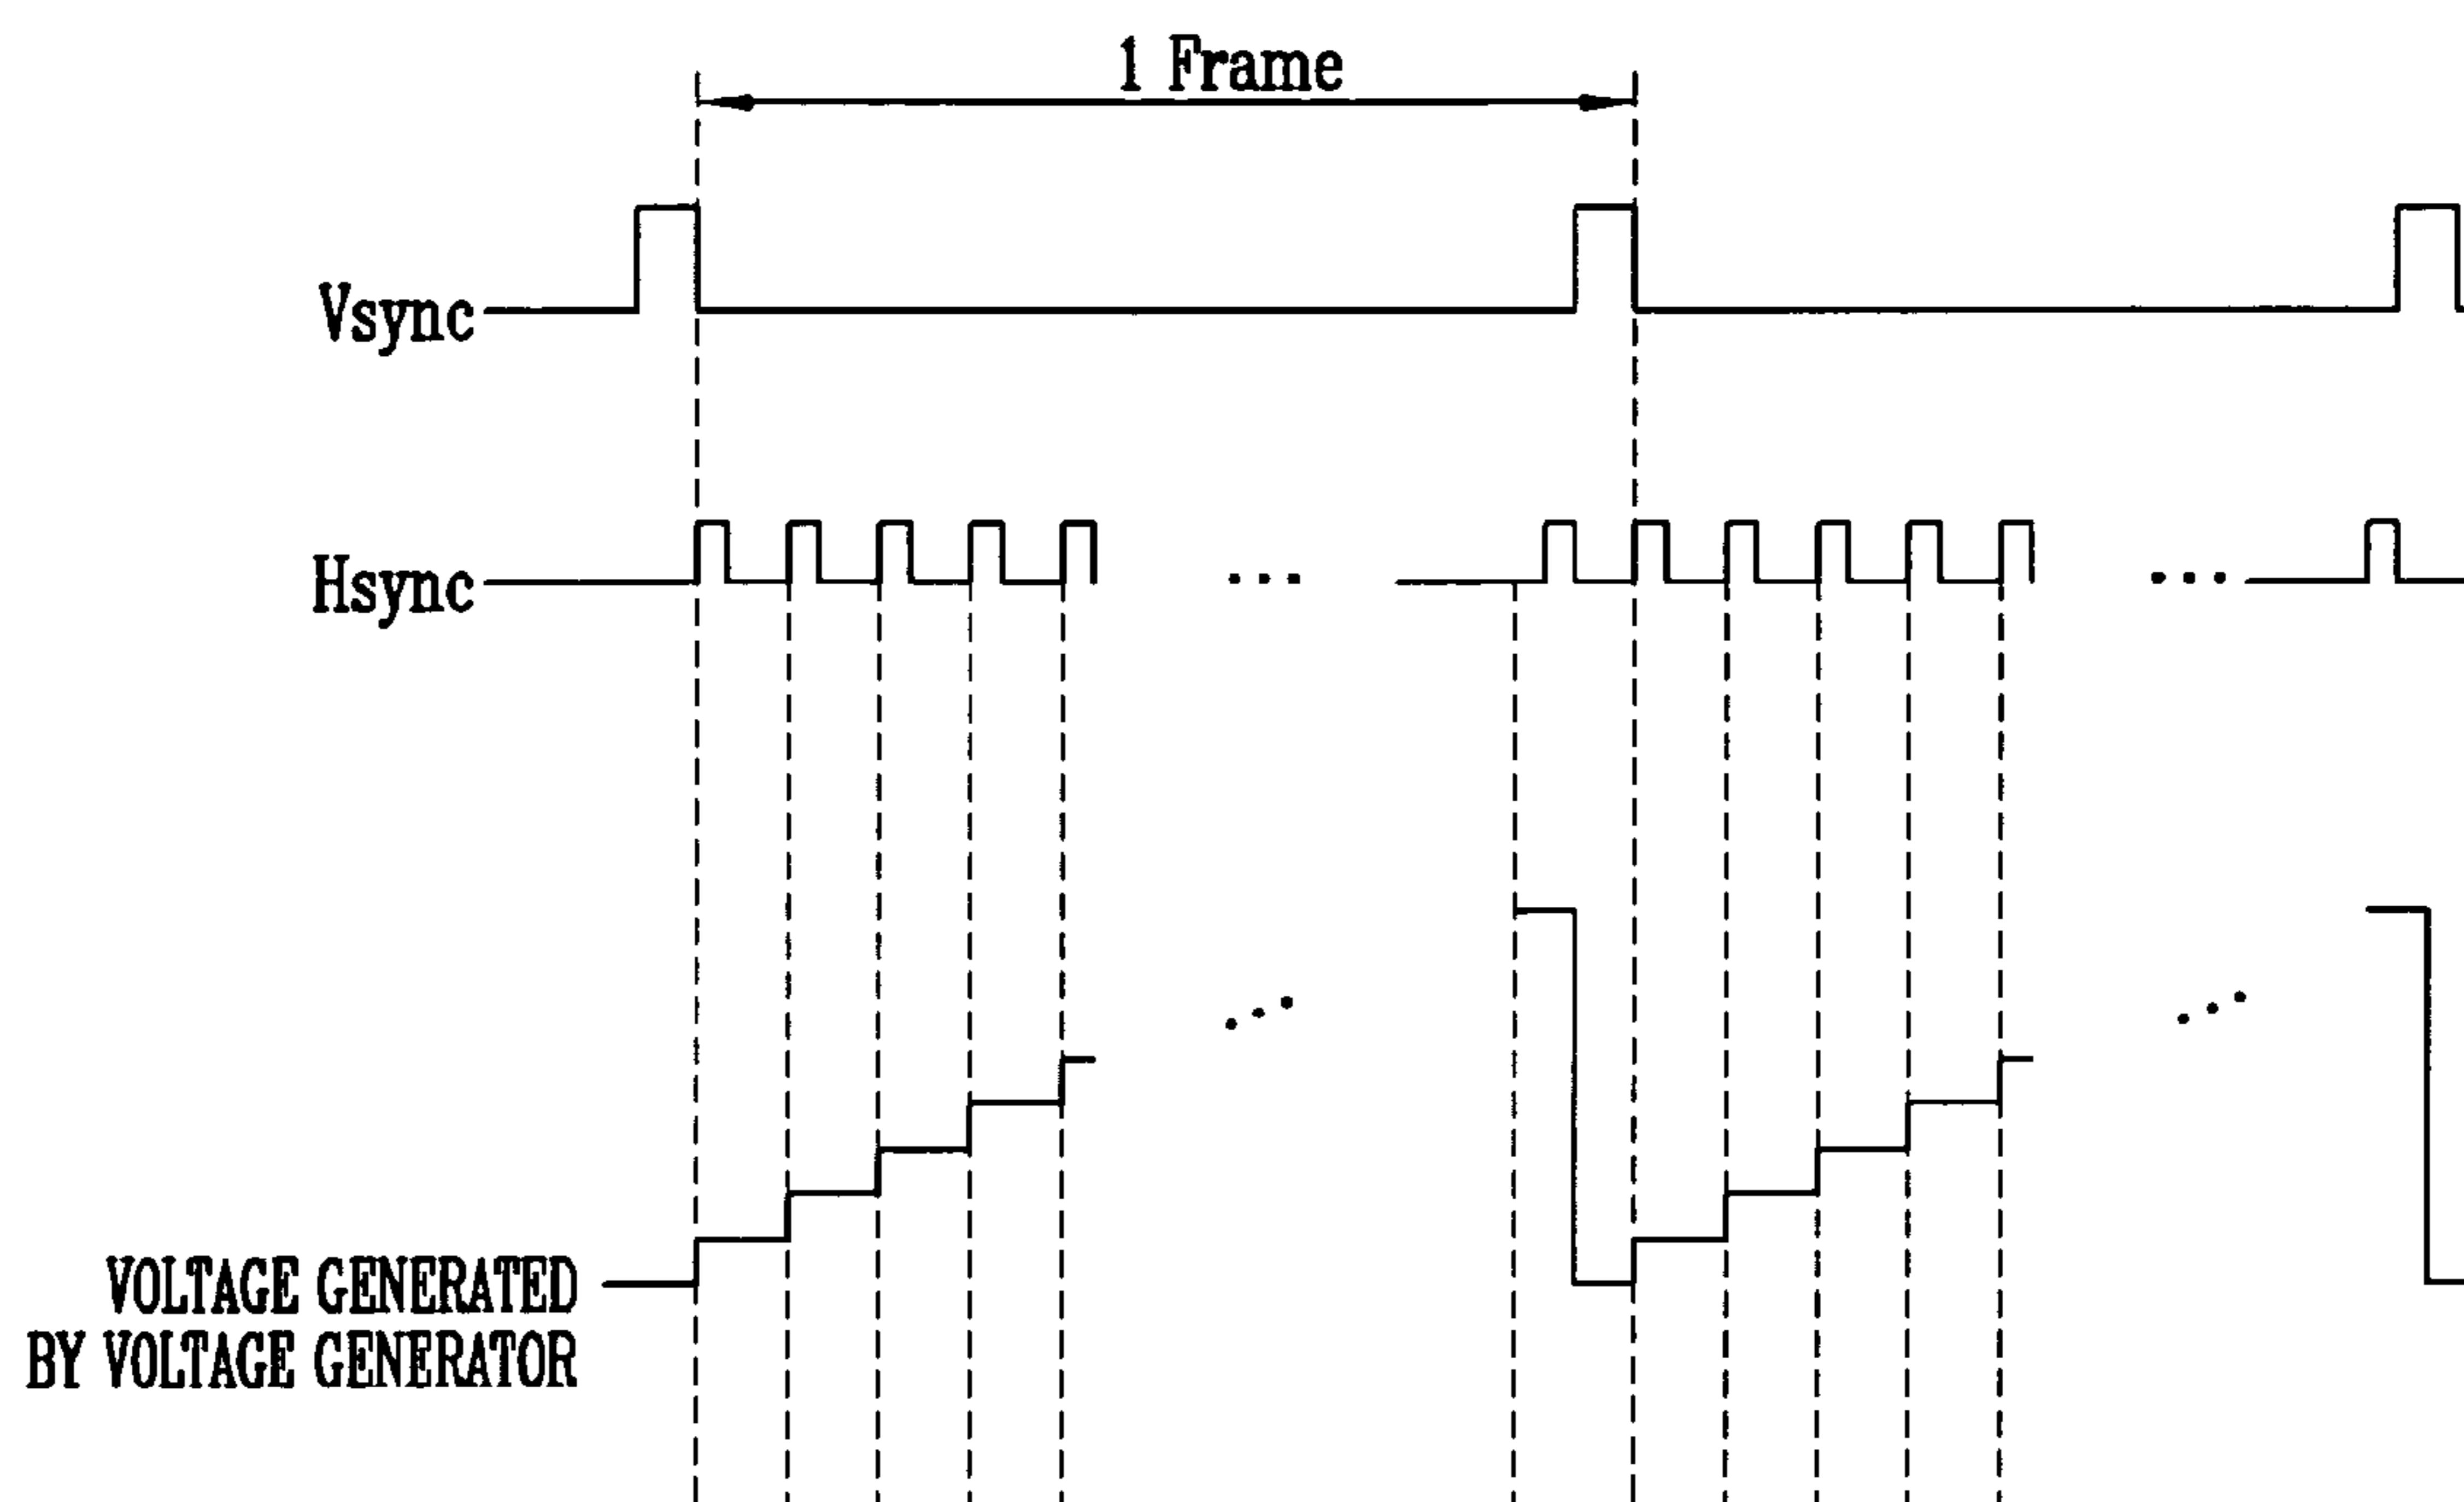 1 Frame
Vsync
Hsync
VOLTAGE GENERATED
BY VOLTAGE GENERATOR